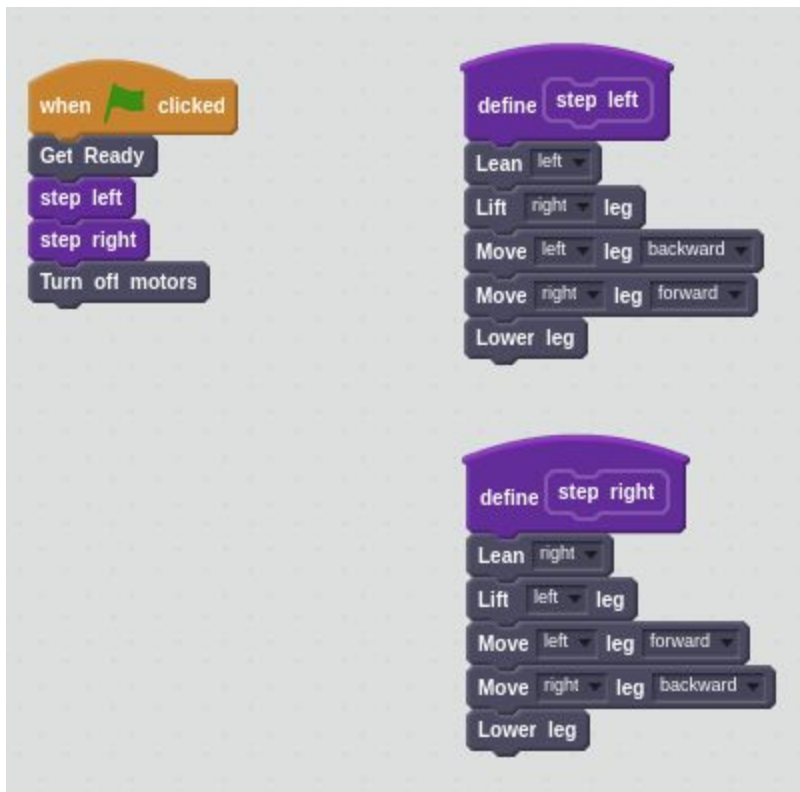 when clicked
Get Ready
step left
step right
Turn off motors
define step left
Lean left
Lift right leg
Move left leg backward
Move right leg forward
Lower leg
define step right
Lean right
Lift left leg
Move left leg forward
Move right leg backward
Lower leg